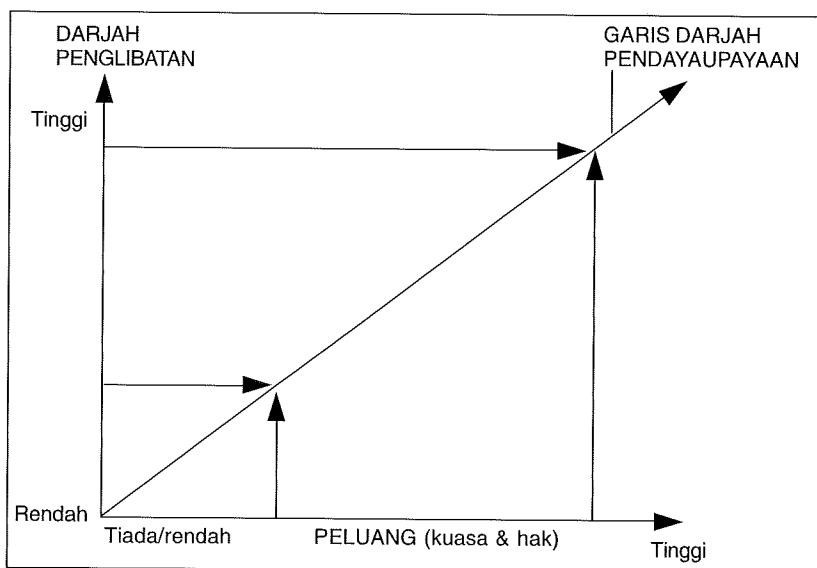 DARJAH
PENGLIBATAN
GARIS DARJAH
PENDAYAUPAYAAN
Tinggi
Rendah
Tiada/rendah
PELUANG (kuasa & hak)
Tinggi